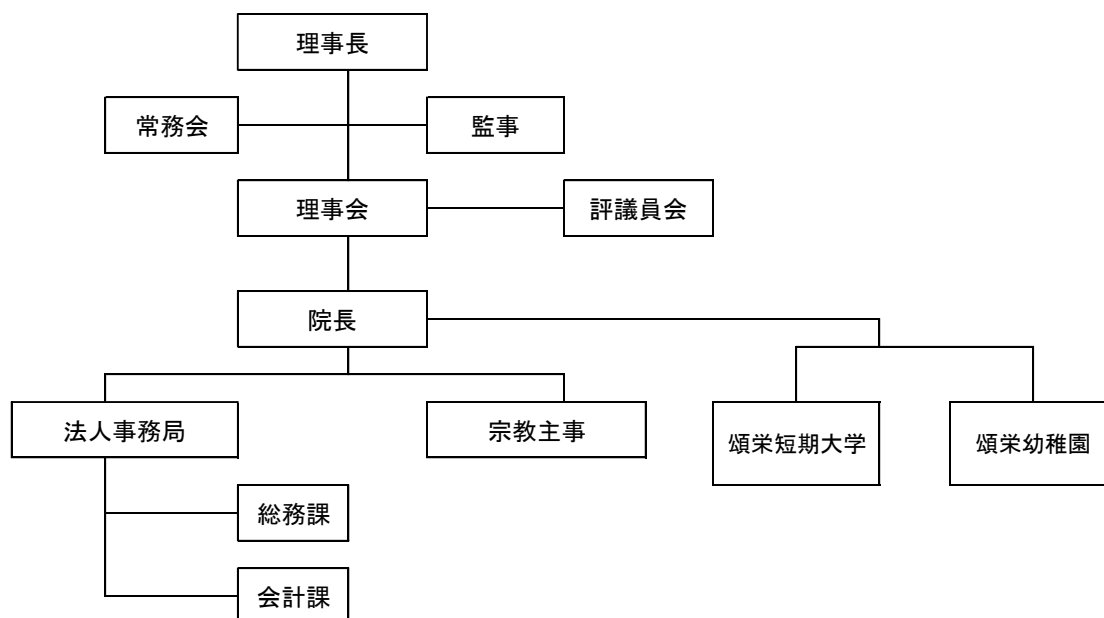 理事長
常務会
監事
理事会
評議員会
院長
法人事務局
宗教主事
頌栄短期大学
頌栄幼稚園
総務課
会計課